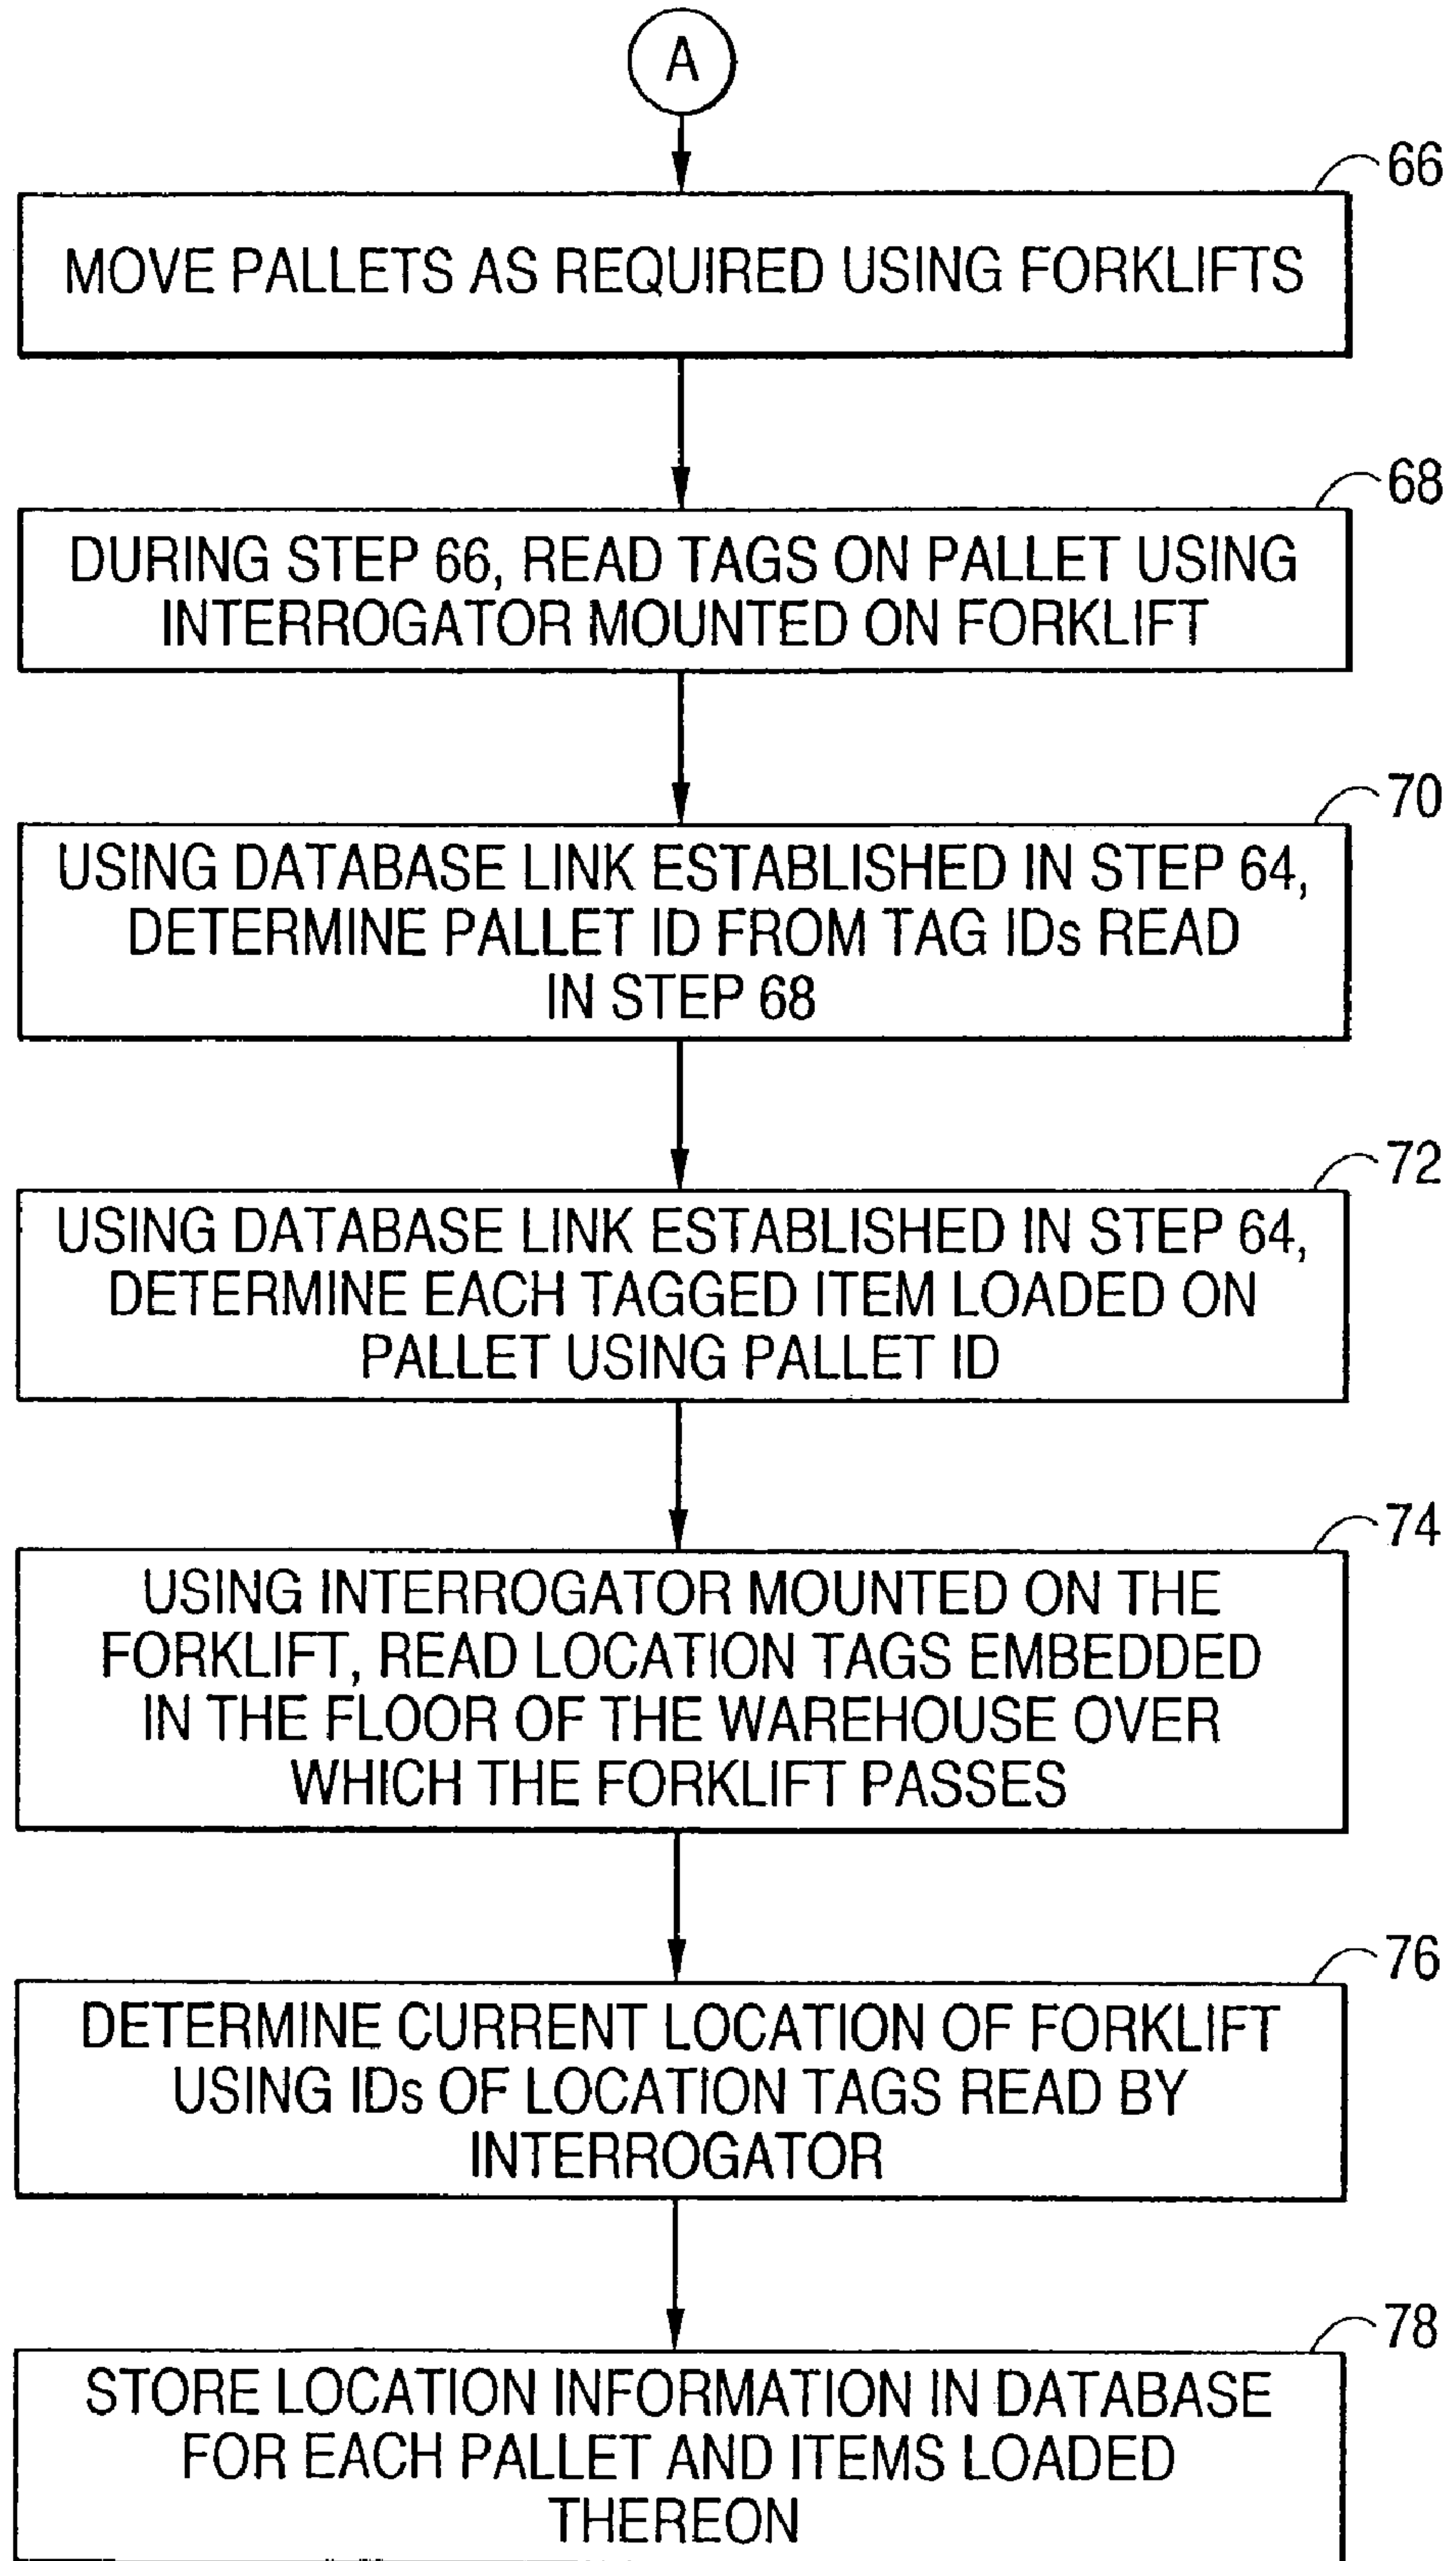 A
66
MOVE PALLETS AS REQUIRED USING FORKLIFTS
68
DURING STEP 66, READ TAGS ON PALLET USING
INTERROGATOR MOUNTED ON FORKLIFT
70
USING DATABASE LINK ESTABLISHED IN STEP 64,
DETERMINE PALLET ID FROM TAG IDs READ
IN STEP 68
72
USING DATABASE LINK ESTABLISHED IN STEP 64,
DETERMINE EACH TAGGED ITEM LOADED ON
PALLET USING PALLET ID
74
USING INTERROGATOR MOUNTED ON THE
FORKLIFT, READ LOCATION TAGS EMBEDDED
IN THE FLOOR OF THE WAREHOUSE OVER
WHICH THE FORKLIFT PASSES
76
DETERMINE CURRENT LOCATION OF FORKLIFT
USING IDs OF LOCATION TAGS READ BY
INTERROGATOR
78
STORE LOCATION INFORMATION IN DATABASE
FOR EACH PALLET AND ITEMS LOADED
THEREON